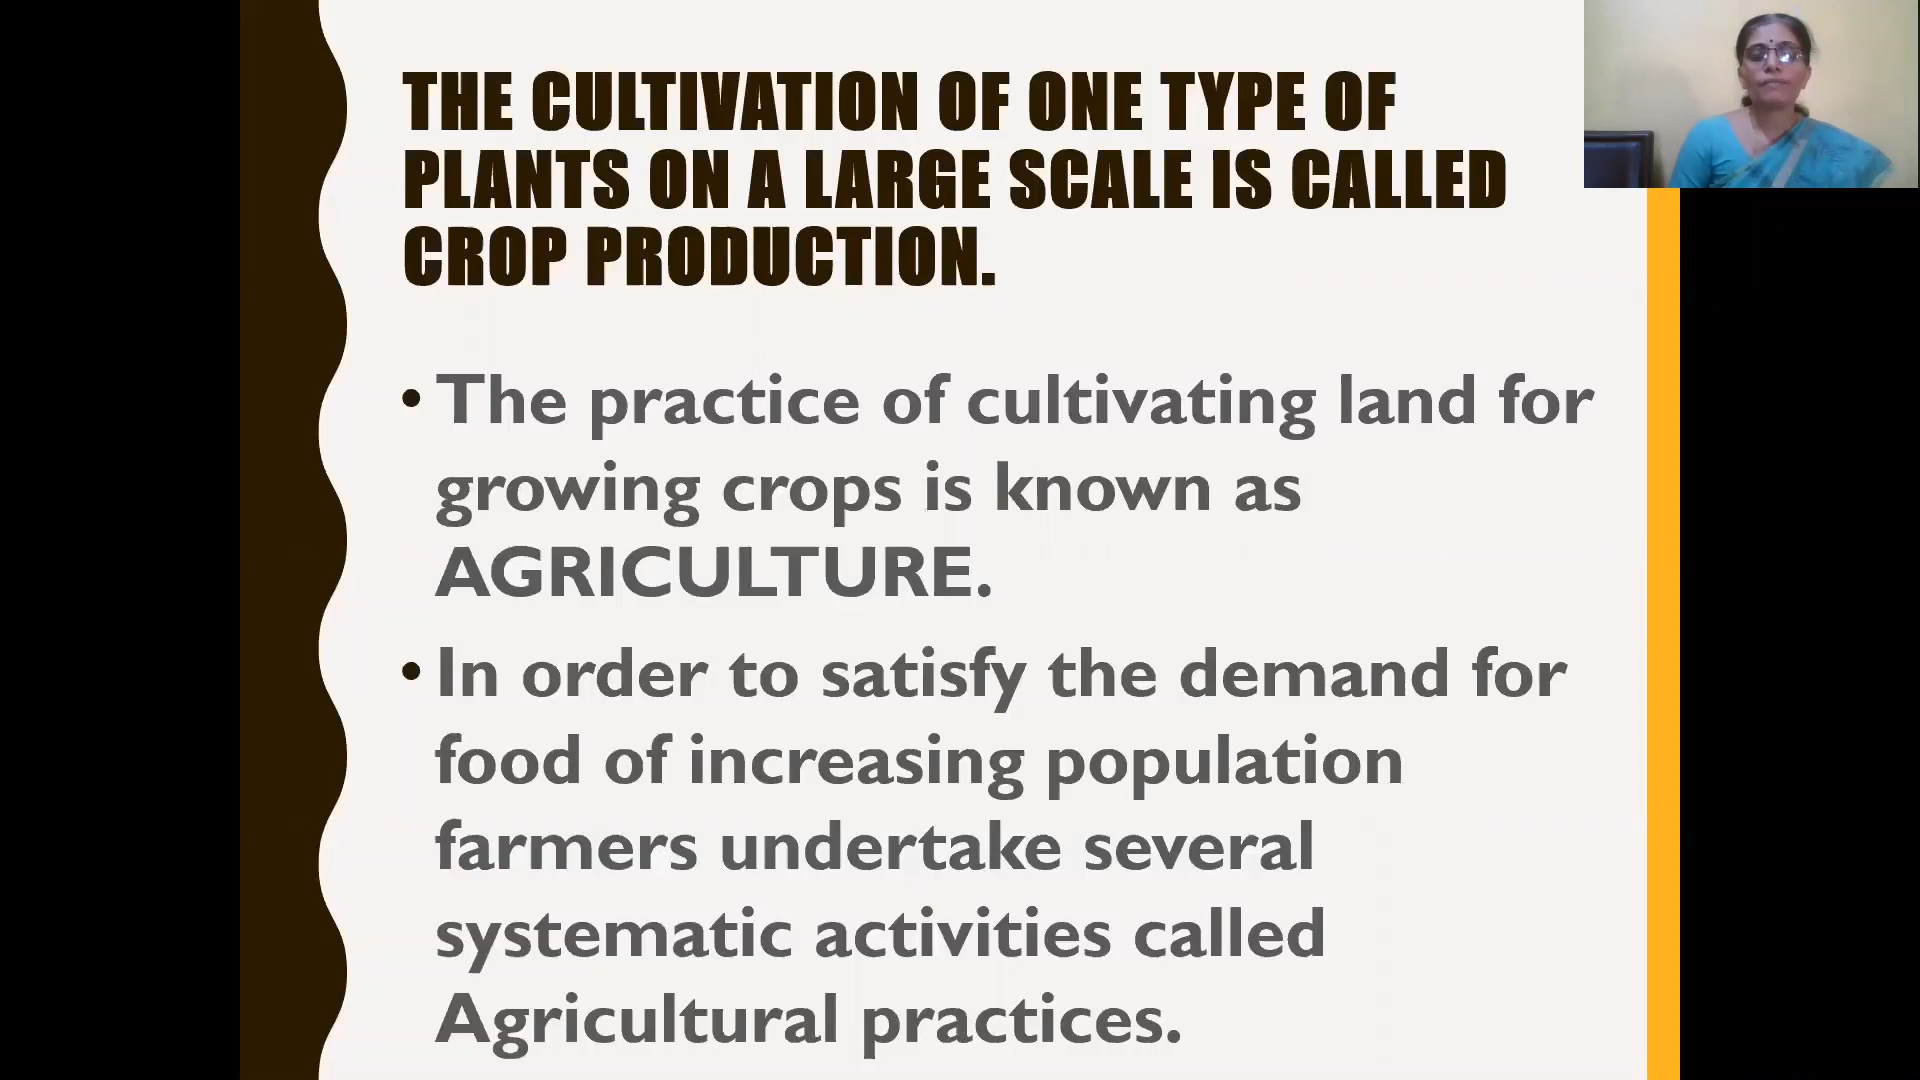 THE CULTIVATION OF ONE TYPE OF
PLANTS ON A LARGE SCALE IS CALLED
CROP PRODUCTION.
• The practice of cultivating land for
growing crops is known as
AGRICULTURE.
• In order to satisfy the demand for
food of increasing population
farmers undertake several
systematic activities called
Agricultural practices.